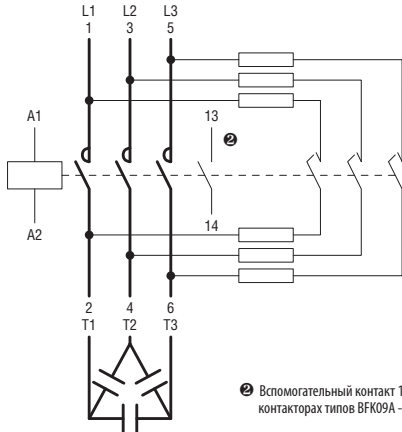 L1 L2 L3
1 3 5
A1
13
❷
14
A2
2 4 6
T1 T2 T3
❷ Вспомогательный контакт 1
контакторах типов BFK09A -